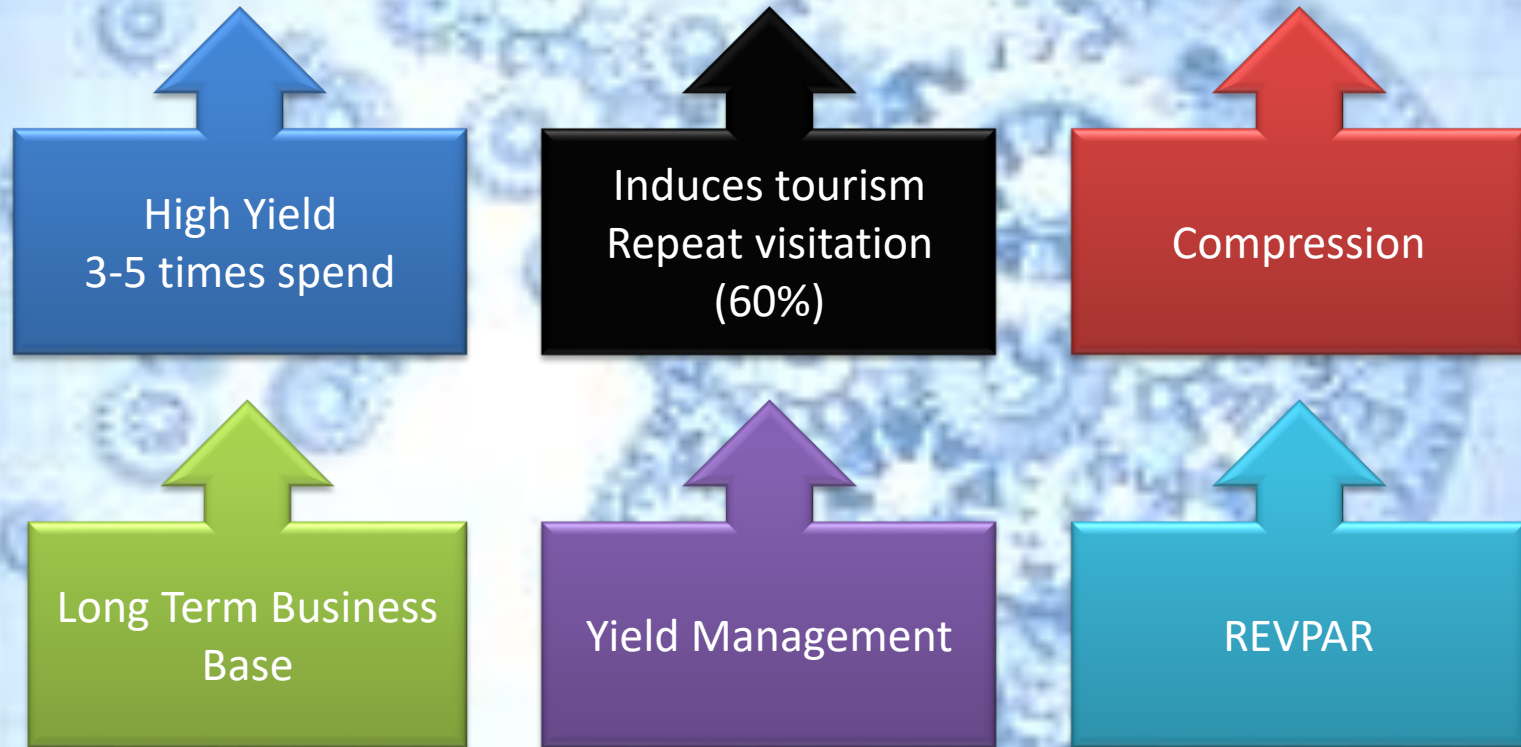 High Yield
3-5 times spend
Induces tourism
Repeat visitation
(60%)
Compression
Long Term Business
Base
Yield Management
REVPAR